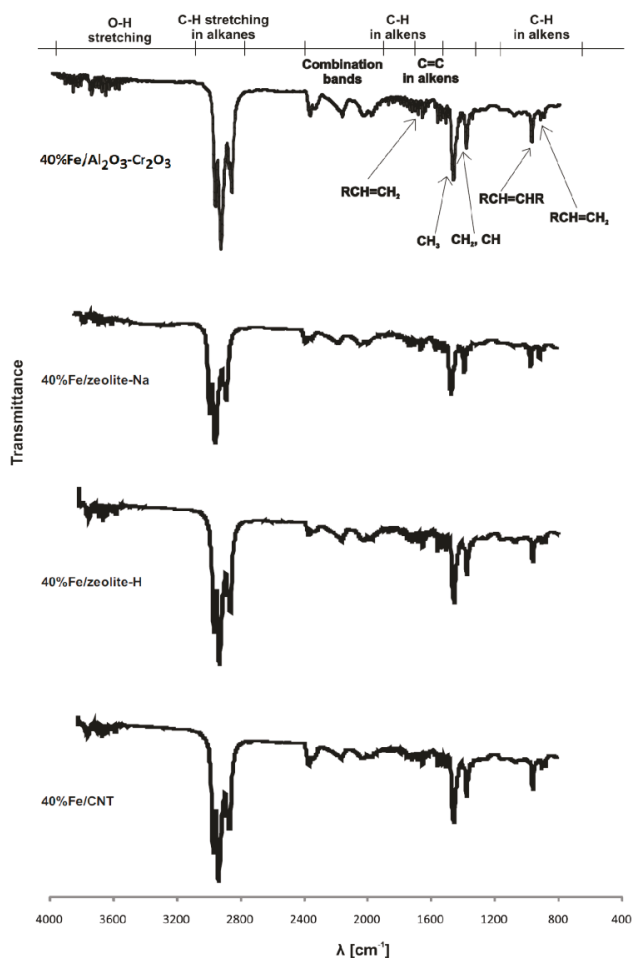 O-H
stretching
C-H stretching
in alkanes
C-H
in alkens
C-H
in alkens
Combination
bands
C=C
in alkens
40%Fe/Al₂O₃-Cr₂O₃
RCH=CH₂
CH₃
CH₂, CH
RCH=CHR
RCH=CH₂
40%Fe/zeolite-Na
Transmittance
40%Fe/zeolite-H
40%Fe/CNT
4000 3600 3200 2800 2400 2000 1600 1200 800 400
λ [cm⁻¹]